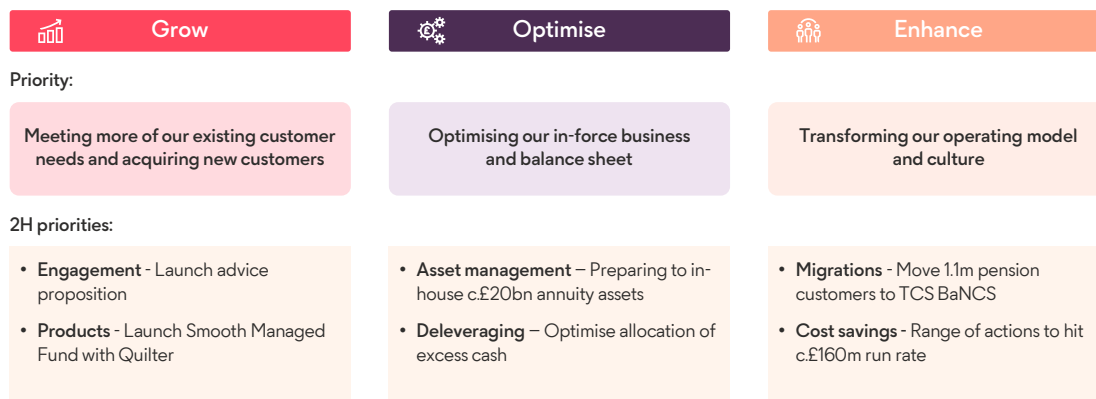 Grow
Optimise
Enhance
Priority:
Meeting more of our existing customer
needs and acquiring new customers
Optimising our in-force business
and balance sheet
Transforming our operating model
and culture
2H priorities:
• Engagement - Launch advice
proposition
• Products - Launch Smooth Managed
Fund with Quilter
• Asset management – Preparing to in-
house c.£20bn annuity assets
• Deleveraging – Optimise allocation of
excess cash
• Migrations - Move 1.1m pension
customers to TCS BaNCS
• Cost savings - Range of actions to hit
c.£160m run rate